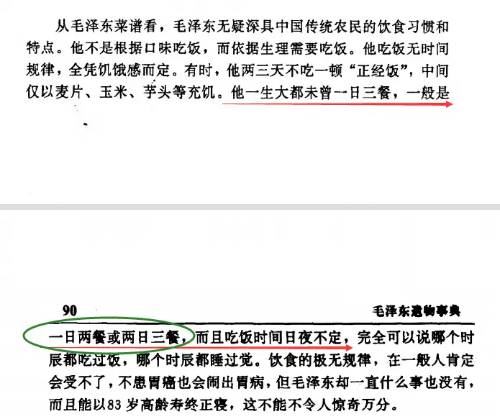 从毛泽东菜谱看，毛泽东无疑深具中国传统农民的饮食习惯和
特点。他不是根据口味吃饭，而依据生理需要吃饭。他吃饭无时间
规律，全凭饥饿感而定。有时，他两三天不吃一顿“正经饭”，中间
仅以麦片、玉米、芋头等充饥。他一生大都未曾一日三餐，一般是
90 毛泽东遗物事典
一日两餐或两日三餐，而且吃饭时间日夜不定，完全可以说哪个时
辰都吃过饭，哪个时辰都睡过觉。饮食的极无规律，在一般人肯定
会受不了，不患胃癌也会闹出胃病，但毛泽东却一直什么事也没有，
而且能以83岁高龄寿终正寝，这不能不令人惊奇万分。